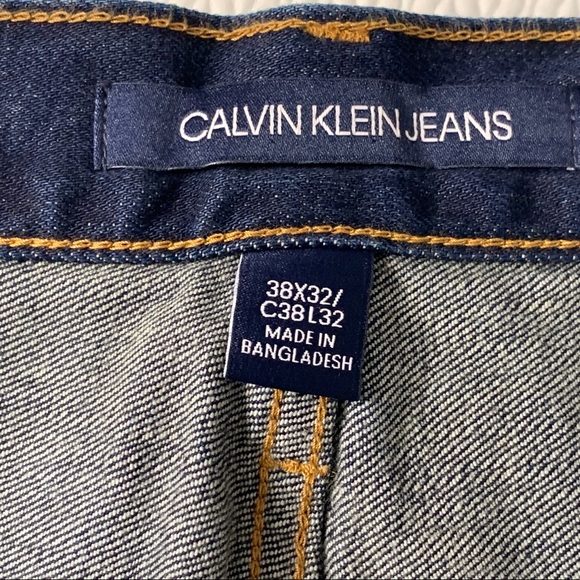 CALVIN KLEIN JEANS
38X32/
C38 L32
MADE IN
BANGLADESH